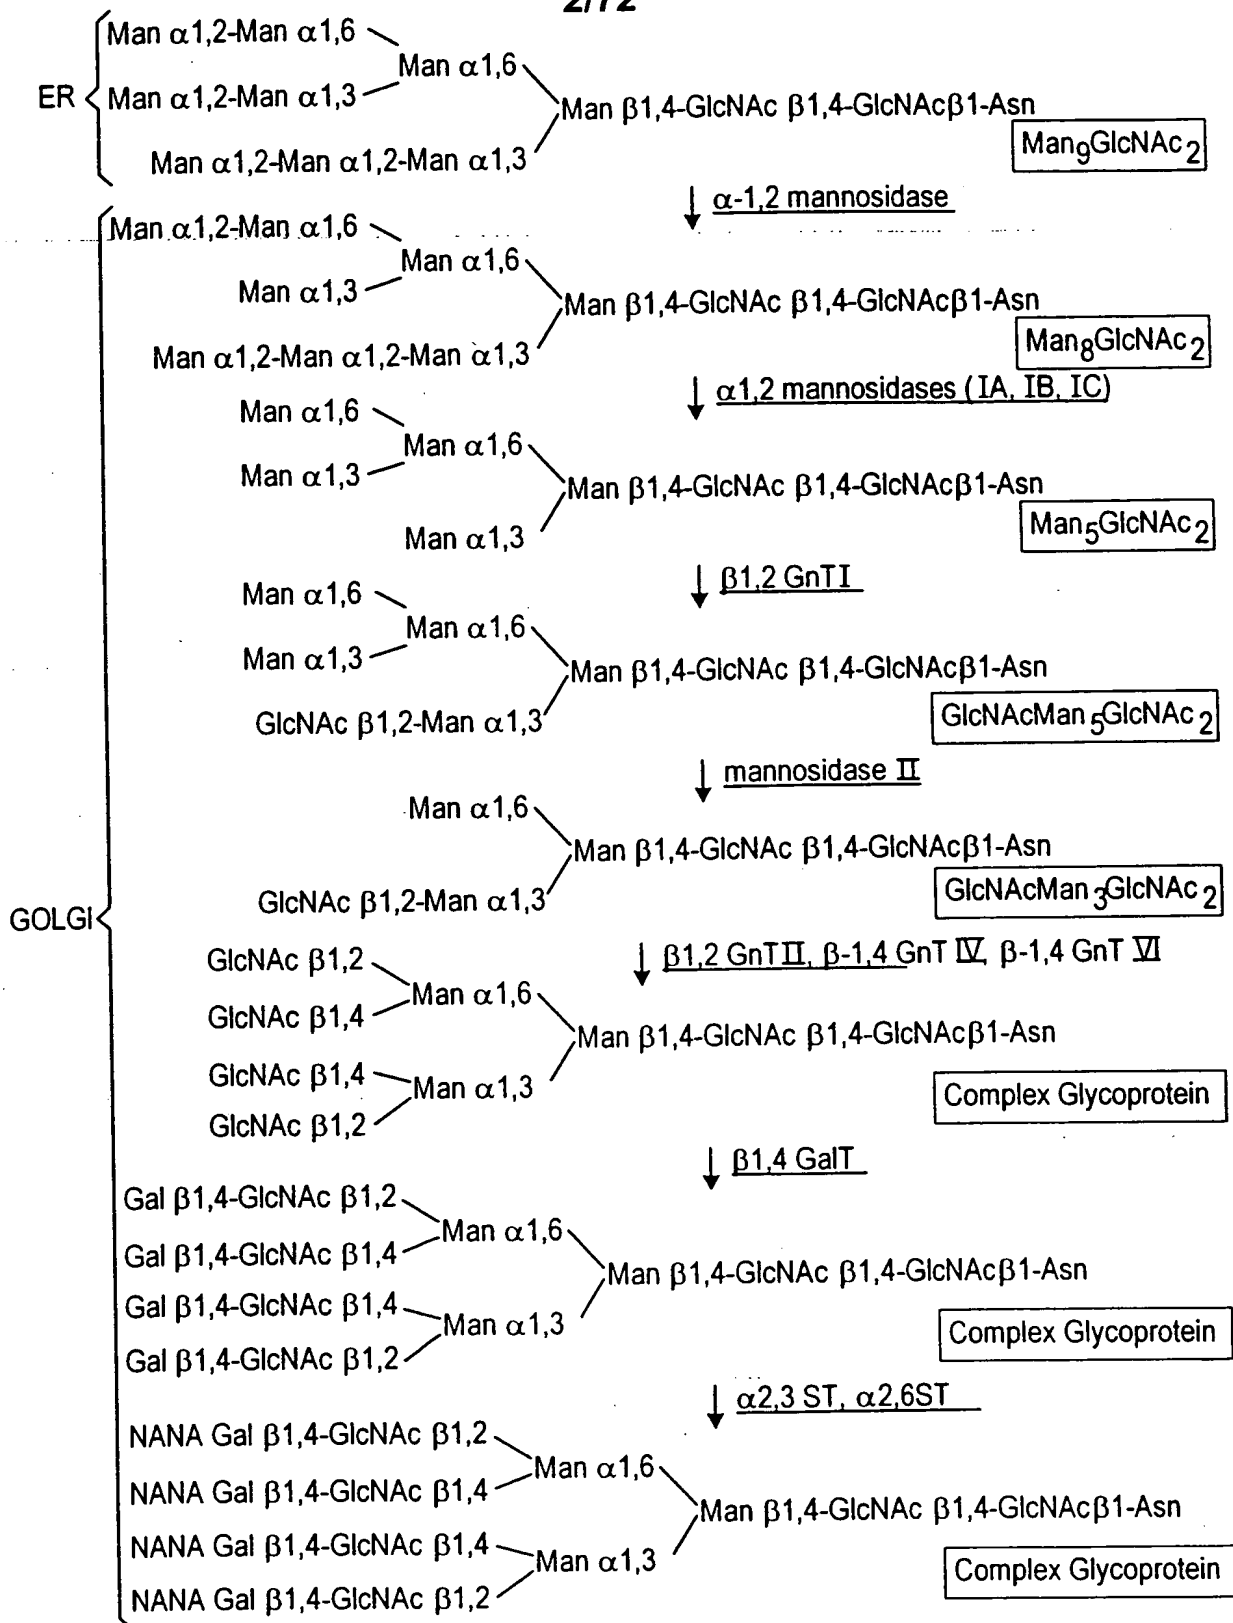 2/72
Man α1,2-Man α1,6
Man α1,6
ER
Man α1,2-Man α1,3
Man β1,4-GlcNAc β1,4-GlcNAcβ1-Asn
Man α1,2-Man α1,2-Man α1,3
Man9GlcNAc2
α-1,2 mannosidase
Man α1,2-Man α1,6
Man α1,6
Man α1,3
Man β1,4-GlcNAc β1,4-GlcNAcβ1-Asn
Man α1,2-Man α1,2-Man α1,3
Man8GlcNAc2
α1,2 mannosidases (IA, IB, IC)
Man α1,6
Man α1,6
Man α1,3
Man β1,4-GlcNAc β1,4-GlcNAcβ1-Asn
Man α1,3
Man5GlcNAc2
β1,2 GnTI
Man α1,6
Man α1,6
Man α1,3
Man β1,4-GlcNAc β1,4-GlcNAcβ1-Asn
GlcNAc β1,2-Man α1,3
GlcNAcMan5GlcNAc2
mannosidase II
Man α1,6
Man β1,4-GlcNAc β1,4-GlcNAcβ1-Asn
GlcNAc β1,2-Man α1,3
GlcNAcMan3GlcNAc2
GOLGI
β1,2 GnTII, β-1,4 GnT IV, β-1,4 GnT VI
GlcNAc β1,2
Man α1,6
GlcNAc β1,4
Man β1,4-GlcNAc β1,4-GlcNAcβ1-Asn
GlcNAc β1,4
Man α1,3
GlcNAc β1,2
Complex Glycoprotein
β1,4 GalT
Gal β1,4-GlcNAc β1,2
Man α1,6
Gal β1,4-GlcNAc β1,4
Man β1,4-GlcNAc β1,4-GlcNAcβ1-Asn
Gal β1,4-GlcNAc β1,4
Man α1,3
Gal β1,4-GlcNAc β1,2
Complex Glycoprotein
α2,3 ST, α2,6ST
NANA Gal β1,4-GlcNAc β1,2
Man α1,6
NANA Gal β1,4-GlcNAc β1,4
Man β1,4-GlcNAc β1,4-GlcNAcβ1-Asn
NANA Gal β1,4-GlcNAc β1,4
Man α1,3
NANA Gal β1,4-GlcNAc β1,2
Complex Glycoprotein